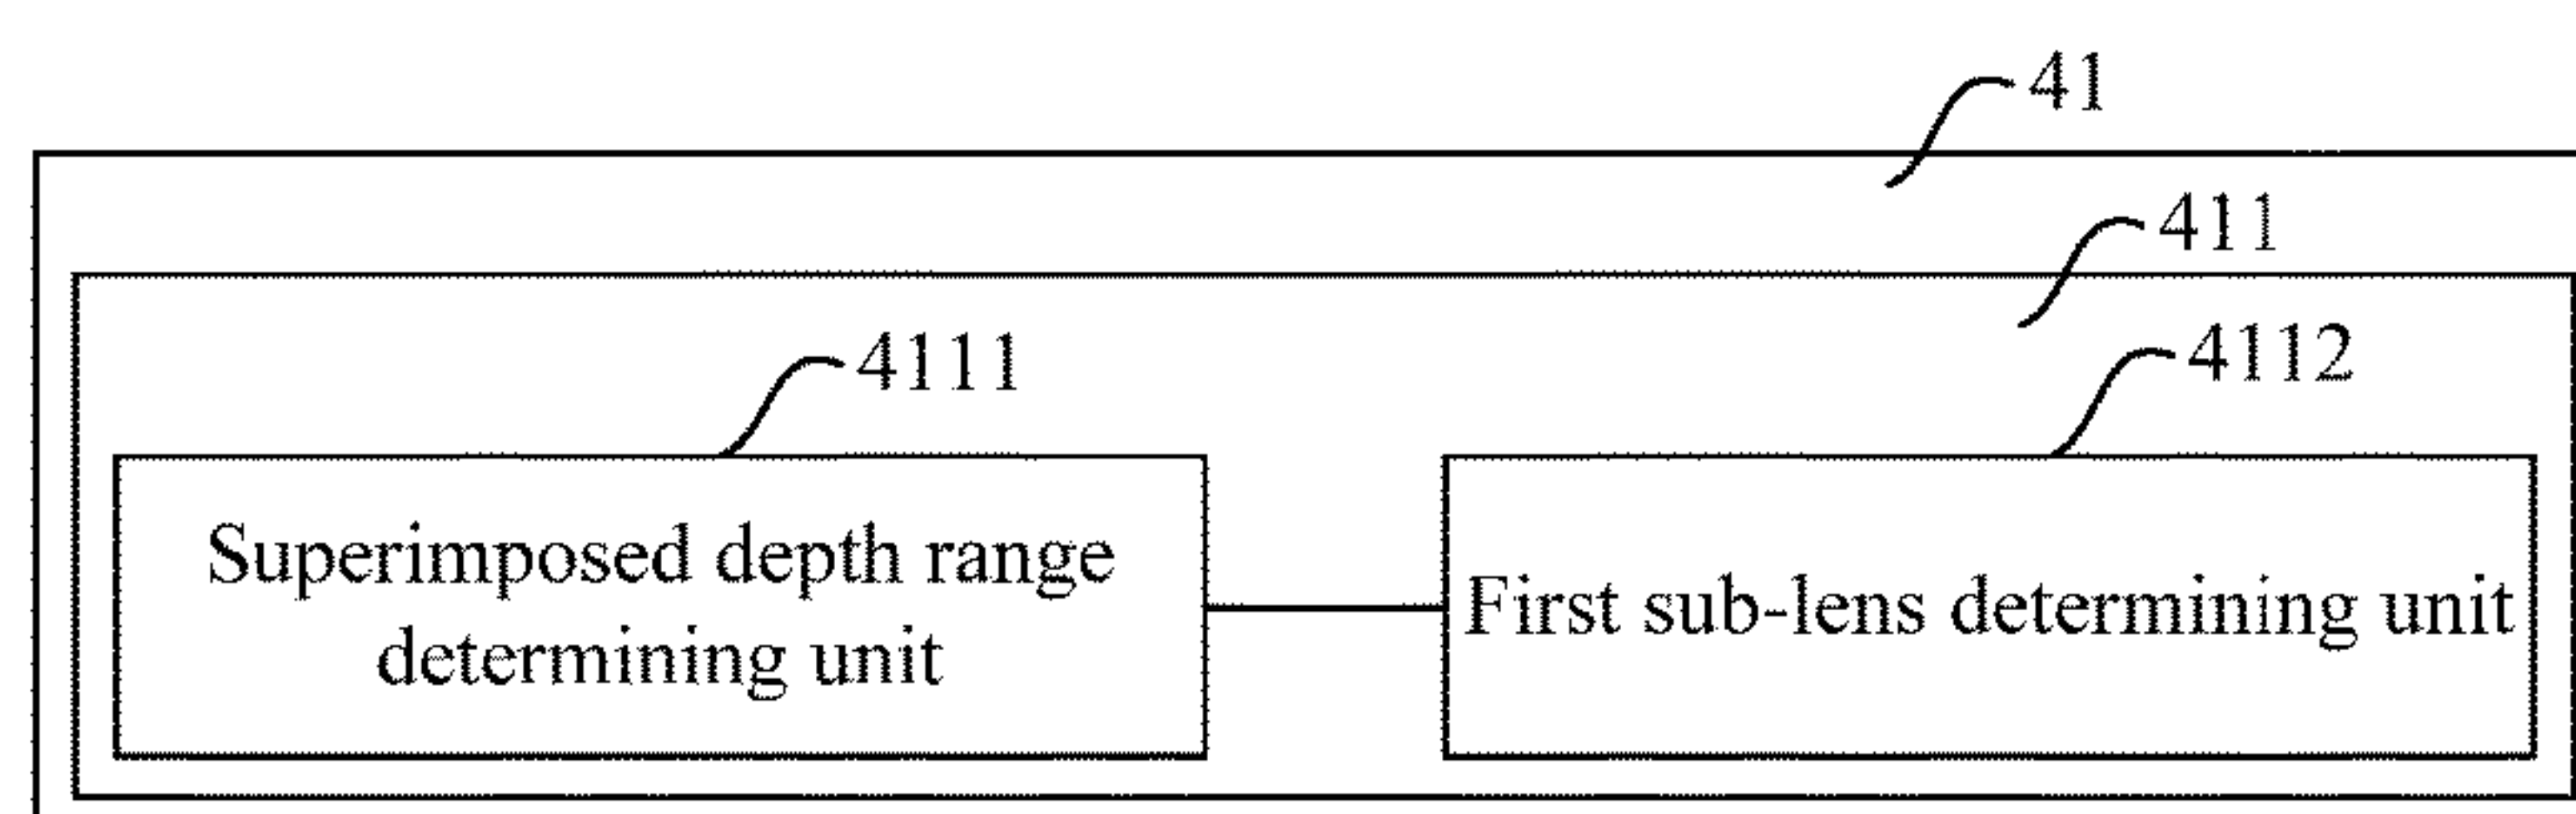 41
411
4111
4112
Superimposed depth range
determining unit
First sub-lens determining unit